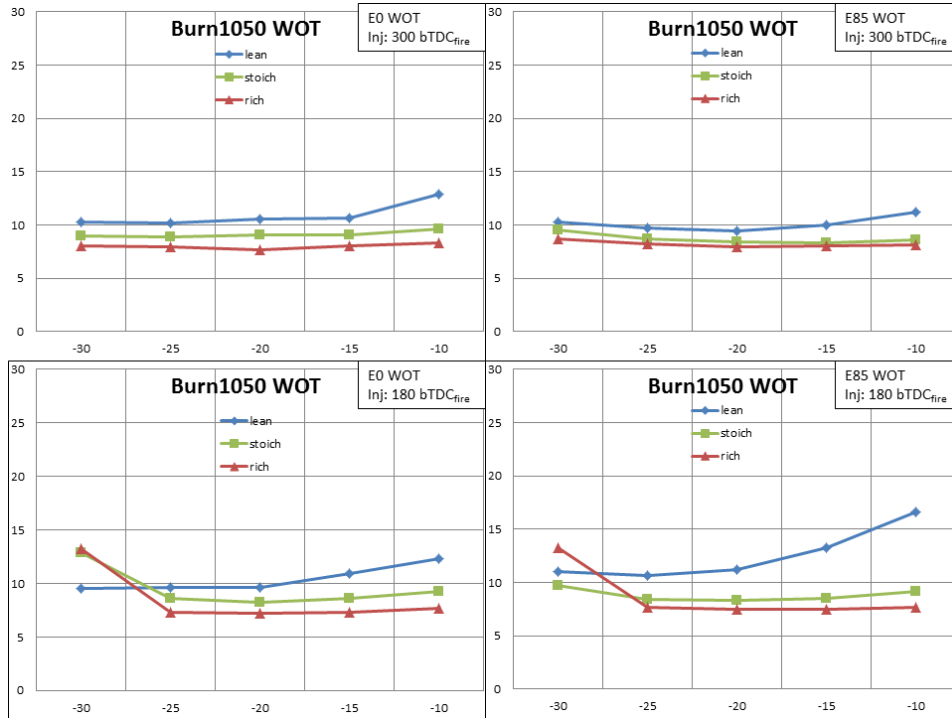 Burn1050 WOT
E0 WOT
Inj: 300 bTDCfire
lean
stoich
rich
30
25
20
15
10
5
0
-30 -25 -20 -15 -10
Burn1050 WOT
E85 WOT
Inj: 300 bTDCfire
lean
stoich
rich
30
25
20
15
10
5
0
-30 -25 -20 -15 -10
Burn1050 WOT
E0 WOT
Inj: 180 bTDCfire
lean
stoich
rich
30
25
20
15
10
5
0
-30 -25 -20 -15 -10
Burn1050 WOT
E85 WOT
Inj: 180 bTDCfire
lean
stoich
rich
30
25
20
15
10
5
0
-30 -25 -20 -15 -10